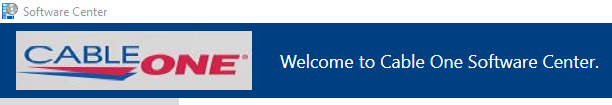 Software Center
CABLE ONE®
Welcome to Cable One Software Center.